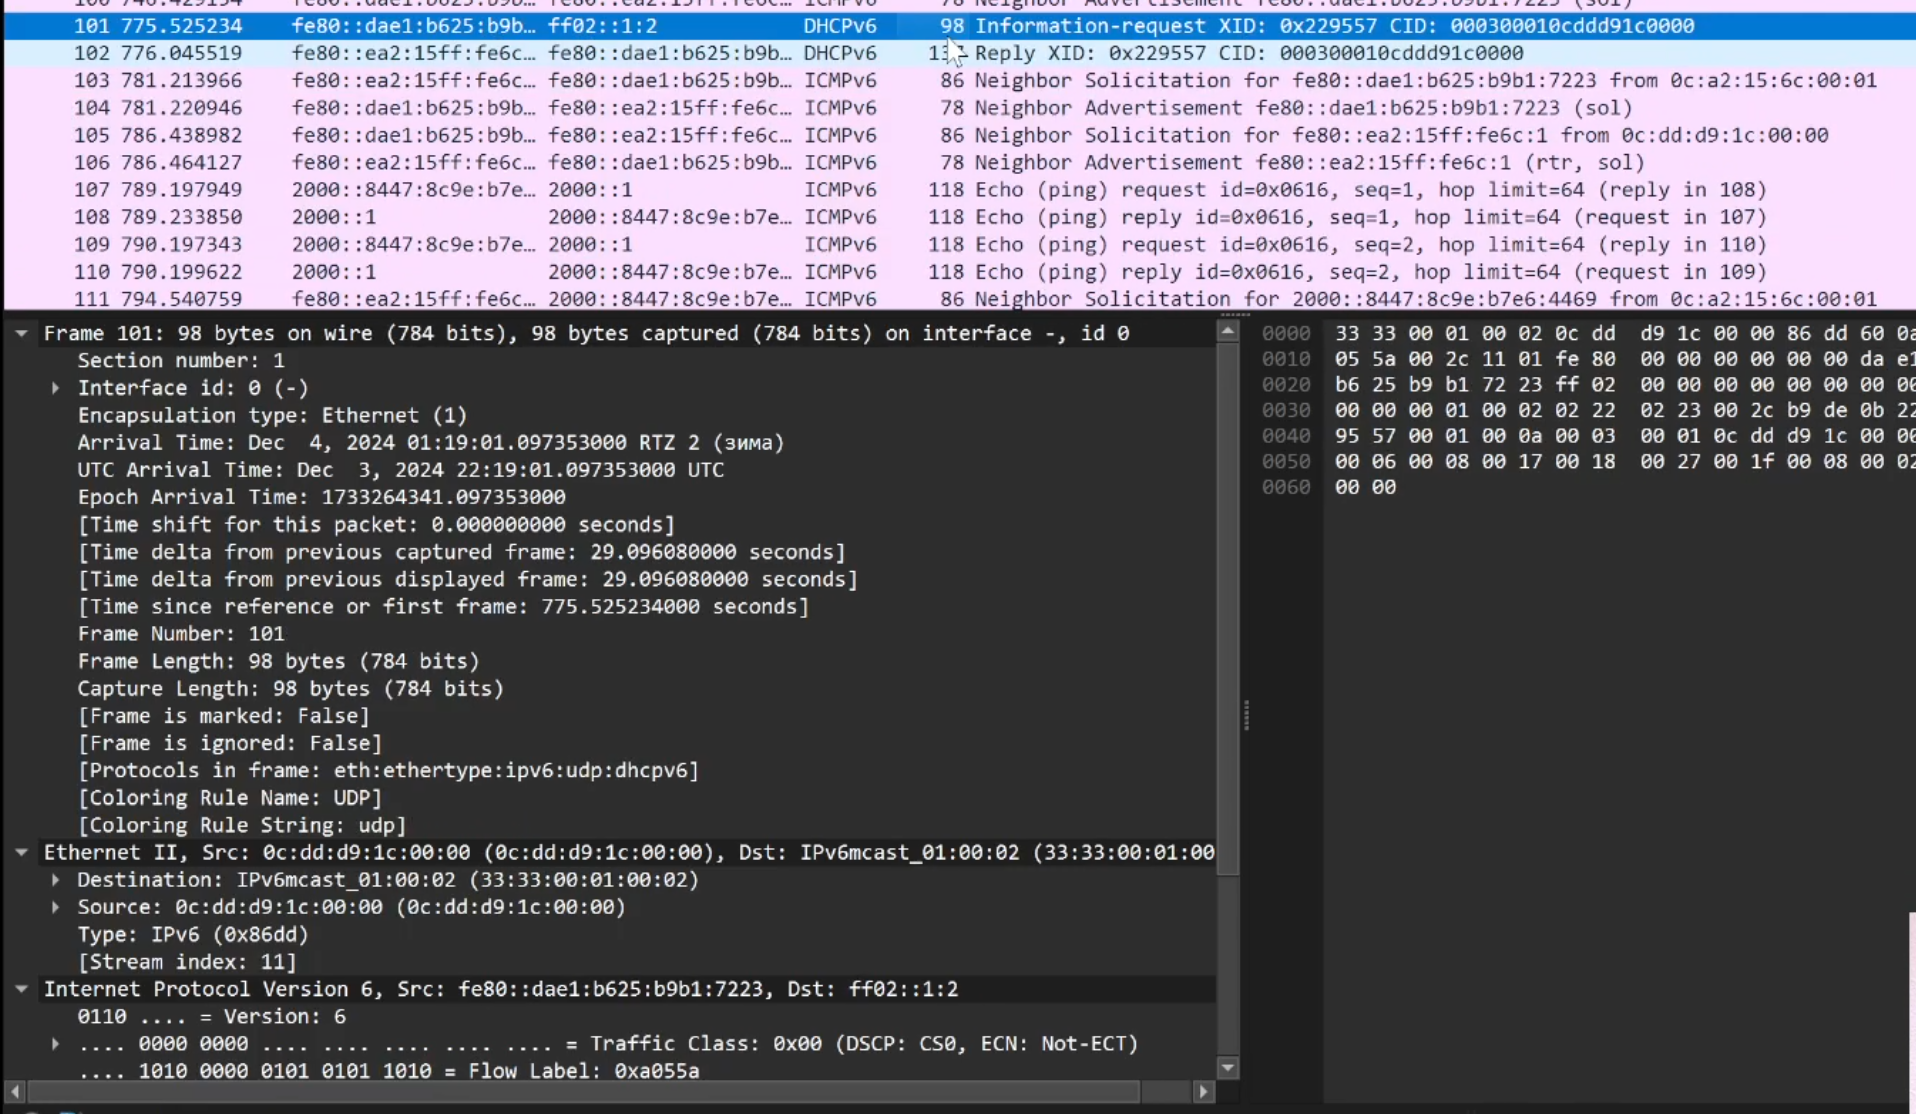 101 775.525234 fe80::dae1:b625:b9b… ff02::1:2 DHCPv6 98 Information-request XID: 0x229557 CID: 000300010cddd91c0000
102 776.045519 fe80::ea2:15ff:fe6c… fe80::dae1:b625:b9b… DHCPv6 Reply XID: 0x229557 CID: 000300010cddd91c0000
103 781.213966 fe80::ea2:15ff:fe6c… fe80::dae1:b625:b9b… ICMPv6 86 Neighbor Solicitation for fe80::dae1:b625:b9b1:7223 from 0c:a2:15:6c:00:01
104 781.220946 fe80::dae1:b625:b9b… fe80::ea2:15ff:fe6c… ICMPv6 78 Neighbor Advertisement fe80::dae1:b625:b9b1:7223 (sol)
105 786.438982 fe80::dae1:b625:b9b… fe80::ea2:15ff:fe6c… ICMPv6 86 Neighbor Solicitation for fe80::ea2:15ff:fe6c:1 from 0c:dd:d9:1c:00:00
106 786.464127 fe80::ea2:15ff:fe6c… fe80::dae1:b625:b9b… ICMPv6 78 Neighbor Advertisement fe80::ea2:15ff:fe6c:1 (rtr, sol)
107 789.197949 2000::8447:8c9e:b7e… 2000::1 ICMPv6 118 Echo (ping) request id=0x0616, seq=1, hop limit=64 (reply in 108)
108 789.233850 2000::1 2000::8447:8c9e:b7e… ICMPv6 118 Echo (ping) reply id=0x0616, seq=1, hop limit=64 (request in 107)
109 790.197343 2000::8447:8c9e:b7e… 2000::1 ICMPv6 118 Echo (ping) request id=0x0616, seq=2, hop limit=64 (reply in 110)
110 790.199622 2000::1 2000::8447:8c9e:b7e… ICMPv6 118 Echo (ping) reply id=0x0616, seq=2, hop limit=64 (request in 109)
111 794.540759 fe80::ea2:15ff:fe6c… 2000::8447:8c9e:b7e… ICMPv6 86 Neighbor Solicitation for 2000::8447:8c9e:b7e6:4469 from 0c:a2:15:6c:00:01
Frame 101: 98 bytes on wire (784 bits), 98 bytes captured (784 bits) on interface -, id 0
Section number: 1
Interface id: 0 (-)
Encapsulation type: Ethernet (1)
Arrival Time: Dec  4, 2024 01:19:01.097353000 RTZ 2 (зима)
UTC Arrival Time: Dec  3, 2024 22:19:01.097353000 UTC
Epoch Arrival Time: 1733264341.097353000
[Time shift for this packet: 0.000000000 seconds]
[Time delta from previous captured frame: 29.096080000 seconds]
[Time delta from previous displayed frame: 29.096080000 seconds]
[Time since reference or first frame: 775.525234000 seconds]
Frame Number: 101
Frame Length: 98 bytes (784 bits)
Capture Length: 98 bytes (784 bits)
[Frame is marked: False]
[Frame is ignored: False]
[Protocols in frame: eth:ethertype:ipv6:udp:dhcpv6]
[Coloring Rule Name: UDP]
[Coloring Rule String: udp]
Ethernet II, Src: 0c:dd:d9:1c:00:00 (0c:dd:d9:1c:00:00), Dst: IPv6mcast_01:00:02 (33:33:00:01:00
Destination: IPv6mcast_01:00:02 (33:33:00:01:00:02)
Source: 0c:dd:d9:1c:00:00 (0c:dd:d9:1c:00:00)
Type: IPv6 (0x86dd)
[Stream index: 11]
Internet Protocol Version 6, Src: fe80::dae1:b625:b9b1:7223, Dst: ff02::1:2
0110 .... = Version: 6
.... 0000 0000 .... .... .... .... .... = Traffic Class: 0x00 (DSCP: CS0, ECN: Not-ECT)
.... 1010 0000 0101 0101 1010 = Flow Label: 0xa055a
0000 33 33 00 01 00 02 0c dd d9 1c 00 00 86 dd 60 0a
0010 05 5a 00 2c 11 01 fe 80 00 00 00 00 00 00 da e1
0020 b6 25 b9 b1 72 23 ff 02 00 00 00 00 00 00 00 00
0030 00 00 00 01 00 02 02 22 02 23 00 2c b9 de 0b 22
0040 95 57 00 01 00 0a 00 03 00 01 0c dd d9 1c 00 00
0050 00 06 00 08 00 17 00 18 00 27 00 1f 00 08 00 02
0060 00 00